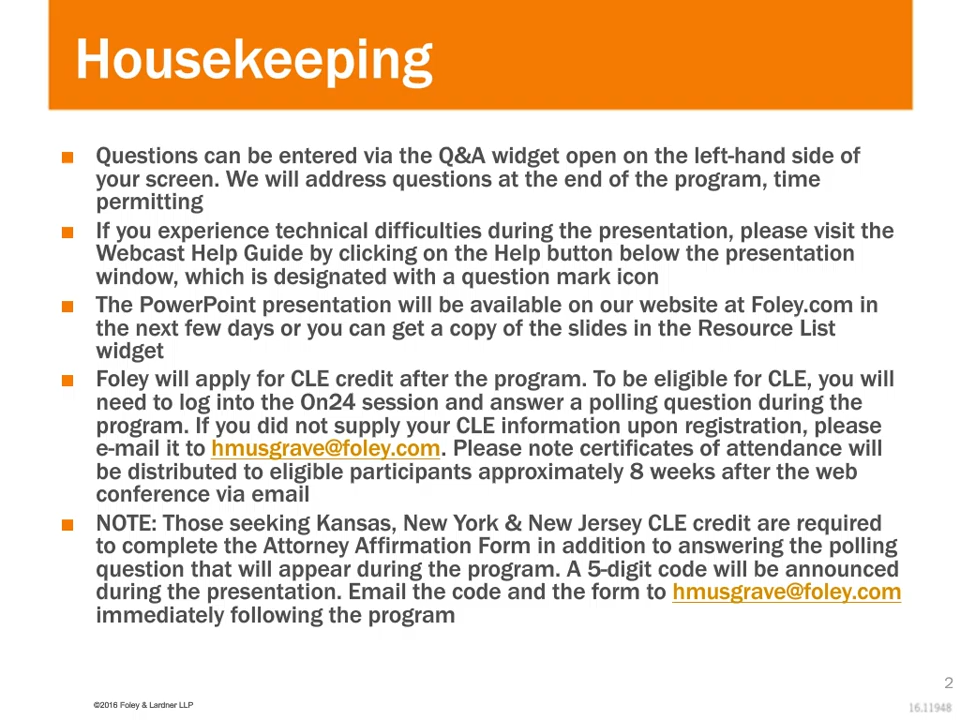 Housekeeping
■ Questions can be entered via the Q&A widget open on the left-hand side of
your screen. We will address questions at the end of the program, time
permitting
■ If you experience technical difficulties during the presentation, please visit the
Webcast Help Guide by clicking on the Help button below the presentation
window, which is designated with a question mark icon
■ The PowerPoint presentation will be available on our website at Foley.com in
the next few days or you can get a copy of the slides in the Resource List
widget
■ Foley will apply for CLE credit after the program. To be eligible for CLE, you will
need to log into the On24 session and answer a polling question during the
program. If you did not supply your CLE information upon registration, please
e-mail it to hmusgrave@foley.com. Please note certificates of attendance will
be distributed to eligible participants approximately 8 weeks after the web
conference via email
■ NOTE: Those seeking Kansas, New York & New Jersey CLE credit are required
to complete the Attorney Affirmation Form in addition to answering the polling
question that will appear during the program. A 5-digit code will be announced
during the presentation. Email the code and the form to hmusgrave@foley.com
immediately following the program
2
©2016 Foley & Lardner LLP
16.11948